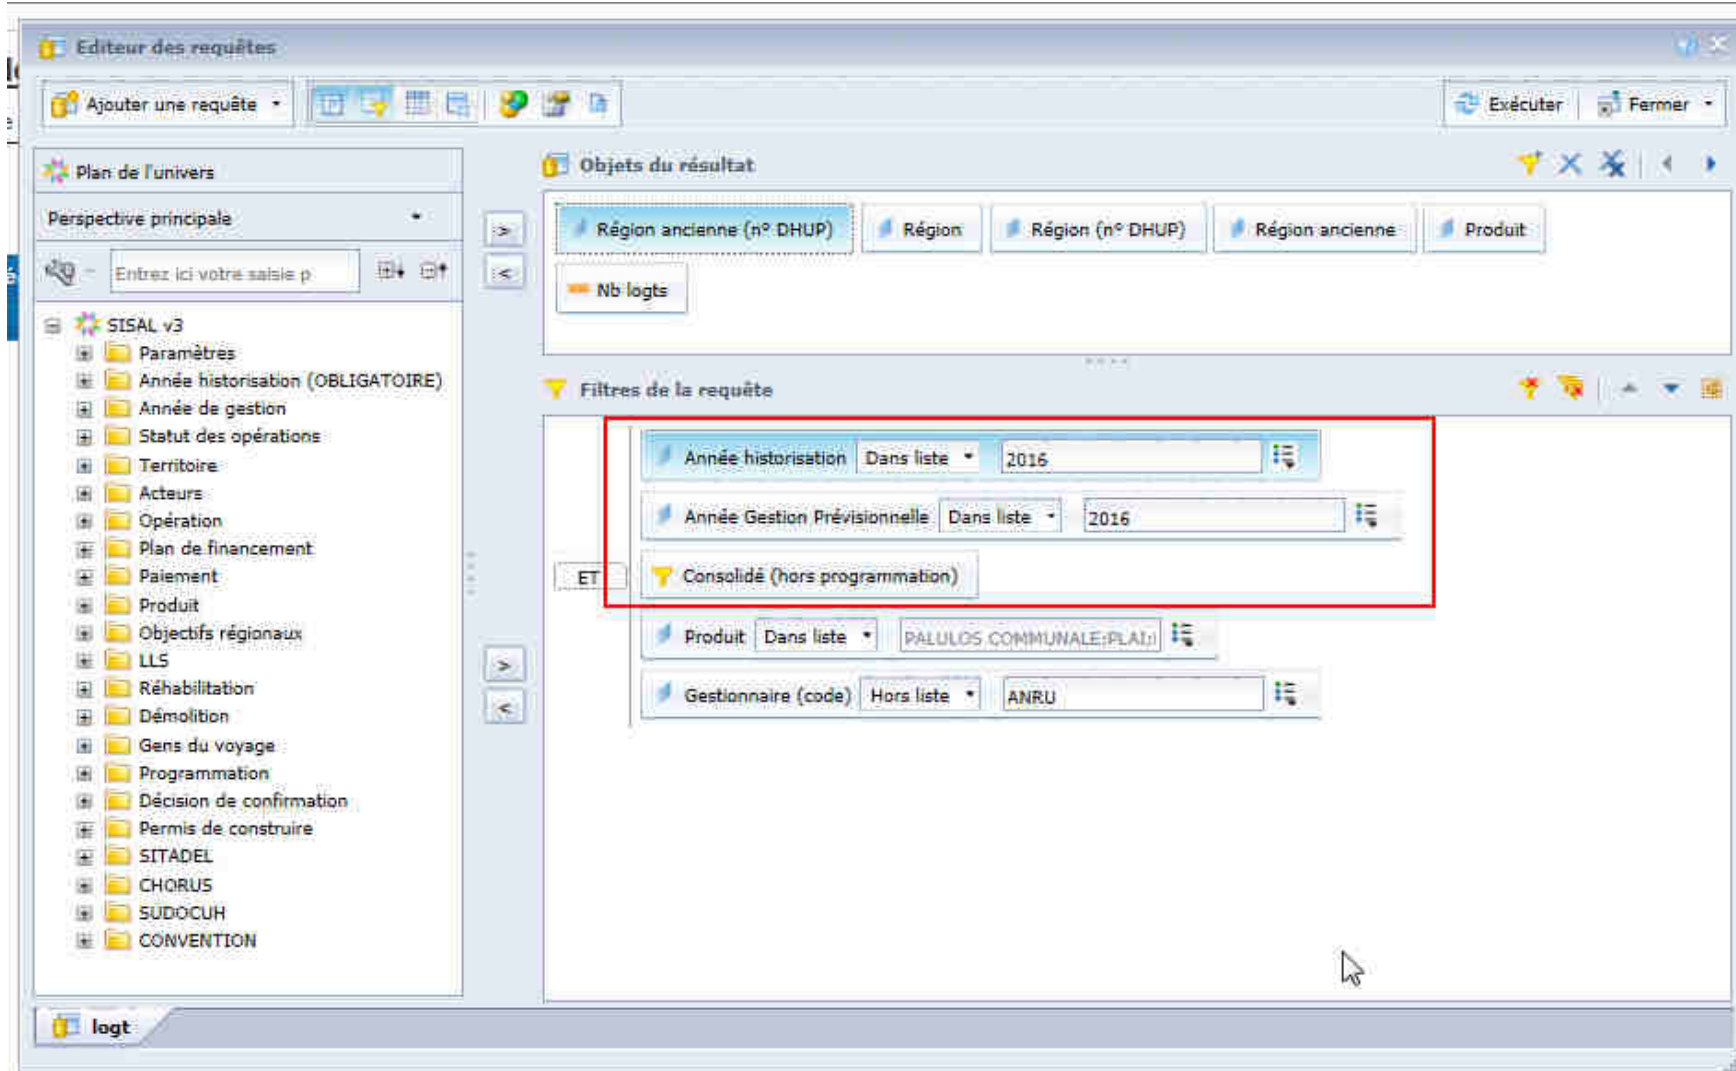 Editeur des requêtes
Ajouter une requête
Exécuter
Fermer
Plan de l'univers
Perspective principale
Entrez ici votre saisie p
SISAL v3
Paramètres
Année historisation (OBLIGATOIRE)
Année de gestion
Statut des opérations
Territoire
Acteurs
Opération
Plan de financement
Paiement
Produit
Objectifs régionaux
LLS
Réhabilitation
Démolition
Gens du voyage
Programmation
Décision de confirmation
Permis de construire
SITADEL
CHORUS
SUDOCUH
CONVENTION
> 
<
>
<
Objets du résultat
Région ancienne (n° DHUP)
Région
Région (n° DHUP)
Région ancienne
Produit
Nb logts
Filtres de la requête
ET
Année historisation Dans liste 2016
Année Gestion Prévisionnelle Dans liste 2016
Consolidé (hors programmation)
Produit Dans liste PALULOS COMMUNALE;PLAI;
Gestionnaire (code) Hors liste ANRU
logt